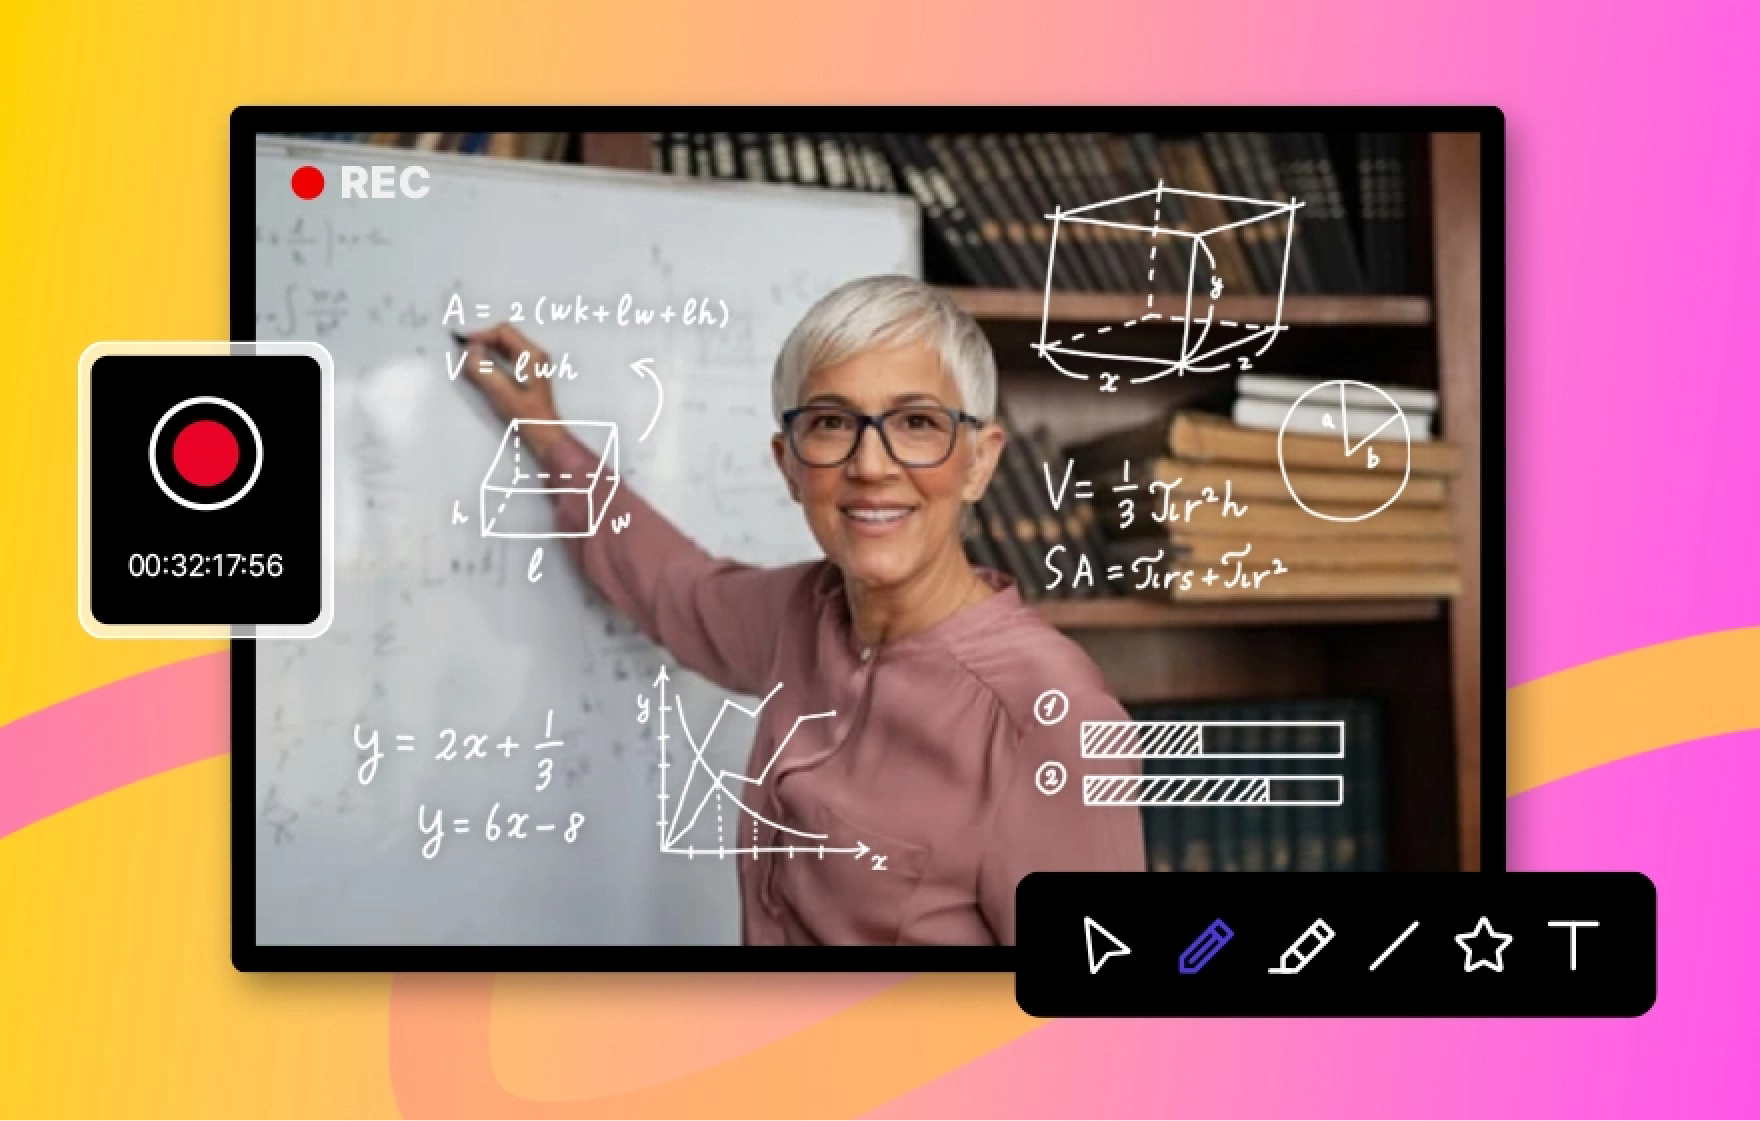 REC
A = 2(wk+lw+lh)
V = lwh
h
w
l
00:32:17:56
y
x
z
a
b
V = 1/3 πr²h
SA = πrs + πr²
y = 2x + 1/3
y = 6x - 8
y
x
1
2